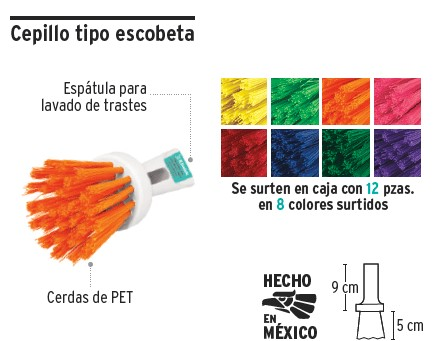 Cepillo tipo escobeta
Espátula para
lavado de trastes
Cerdas de PET
Se surten en caja con 12 pzas.
en 8 colores surtidos
HECHO
EN
MÉXICO
9 cm
5 cm